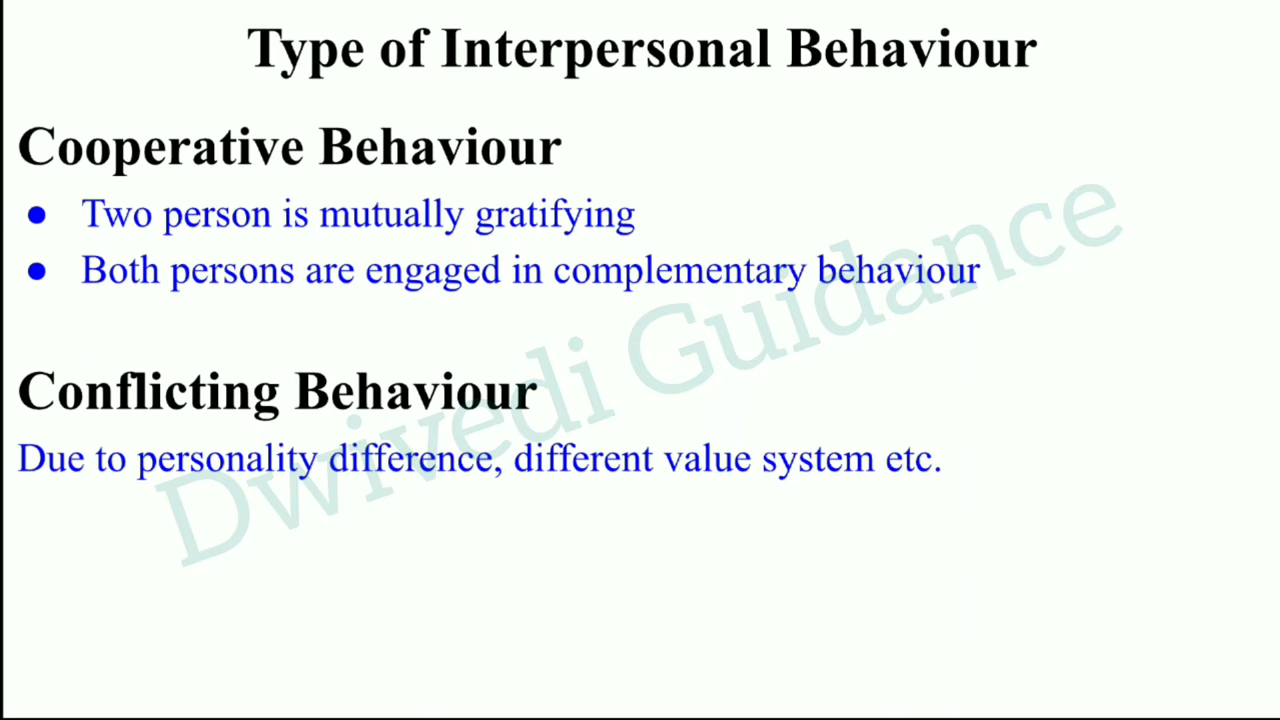 Type of Interpersonal Behaviour
Cooperative Behaviour
● Two person is mutually gratifying
● Both persons are engaged in complementary behaviour
Conflicting Behaviour
Due to personality difference, different value system etc.
Dwivedi Guidance